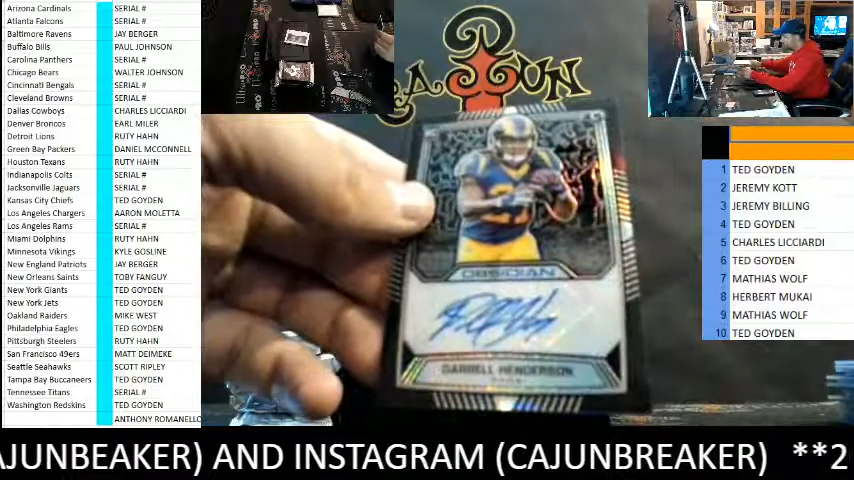 Arizona Cardinals SERIAL #
Atlanta Falcons SERIAL #
Baltimore Ravens JAY BERGER
Buffalo Bills PAUL JOHNSON
Carolina Panthers SERIAL #
Chicago Bears WALTER JOHNSON
Cincinnati Bengals SERIAL #
Cleveland Browns SERIAL #
Dallas Cowboys CHARLES LICCIARDI
Denver Broncos EARL MILER
Detroit Lions RUTY HAHN
Green Bay Packers DANIEL MCCONNELL
Houston Texans RUTY HAHN
Indianapolis Colts SERIAL #
Jacksonville Jaguars SERIAL #
Kansas City Chiefs TED GOYDEN
Los Angeles Chargers AARON MOLETTA
Los Angeles Rams SERIAL #
Miami Dolphins RUTY HAHN
Minnesota Vikings KYLE GOSLINE
New England Patriots JAY BERGER
New Orleans Saints TOBY FANGUY
New York Giants TED GOYDEN
New York Jets TED GOYDEN
Oakland Raiders MIKE WEST
Philadelphia Eagles TED GOYDEN
Pittsburgh Steelers RUTY HAHN
San Francisco 49ers MATT DEIMEKE
Seattle Seahawks SCOTT RIPLEY
Tampa Bay Buccaneers TED GOYDEN
Tennessee Titans SERIAL #
Washington Redskins TED GOYDEN
ANTHONY ROMANELLO
OBSIDIAN
DARRELL HENDERSON
1 TED GOYDEN
2 JEREMY KOTT
3 JEREMY BILLING
4 TED GOYDEN
5 CHARLES LICCIARDI
6 TED GOYDEN
7 MATHIAS WOLF
8 HERBERT MUKAI
9 MATHIAS WOLF
10 TED GOYDEN
AJUNBEAKER) AND INSTAGRAM (CAJUNBREAKER) **2